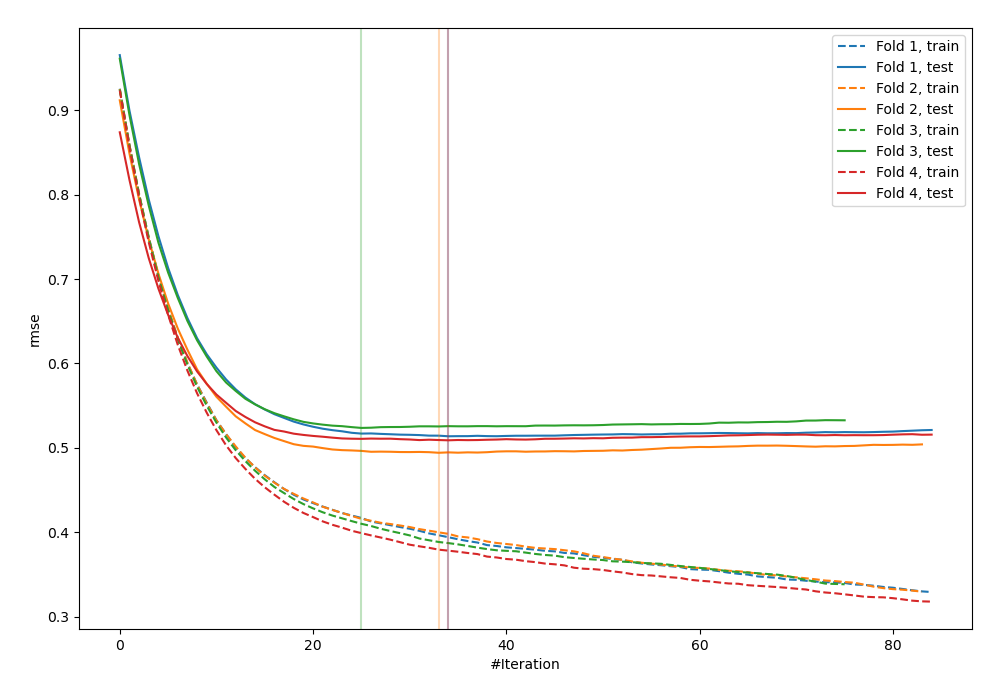 Fold 1, train
Fold 1, test
Fold 2, train
Fold 2, test
Fold 3, train
Fold 3, test
Fold 4, train
Fold 4, test
rmse
0.9
0.8
0.7
0.6
0.5
0.4
0.3
0
20
40
60
80
#Iteration